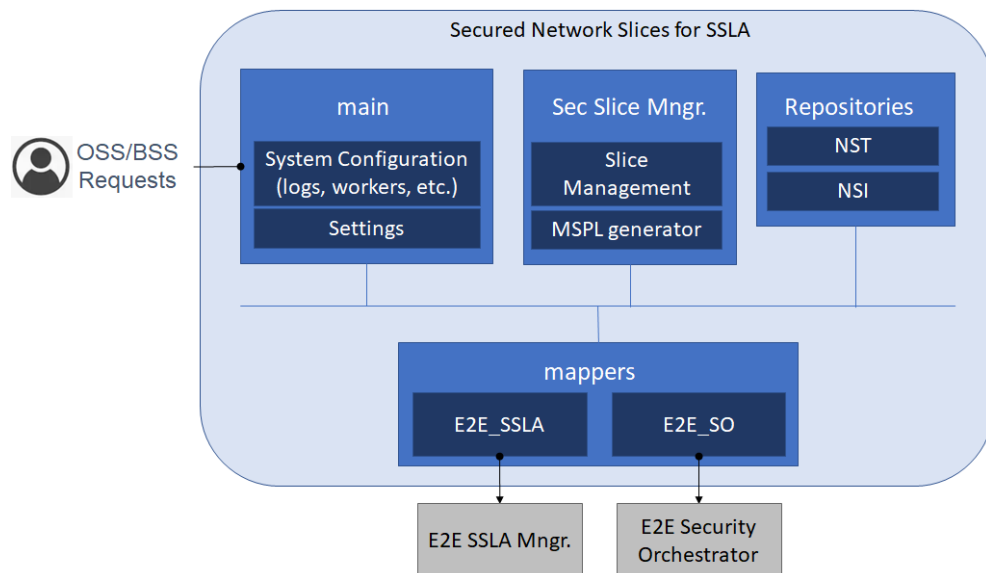 Secured Network Slices for SSLA
OSS/BSS
Requests
main
System Configuration
(logs, workers, etc.)
Settings
Sec Slice Mngr.
Slice
Management
MSPL generator
Repositories
NST
NSI
mappers
E2E_SSLA
E2E_SO
E2E SSLA Mngr.
E2E Security
Orchestrator